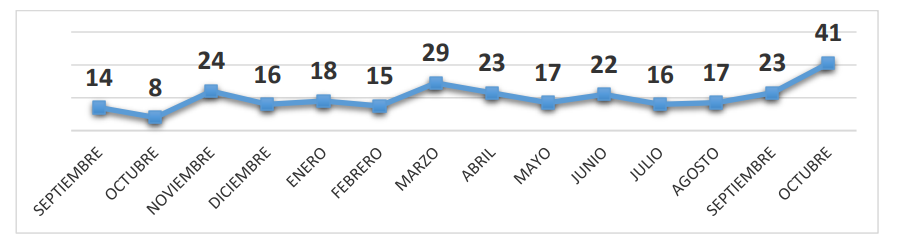 14
8
24
16
18
15
29
23
17
22
16
17
23
41
SEPTIEMBRE
OCTUBRE
NOVIEMBRE
DICIEMBRE
ENERO
FEBRERO
MARZO
ABRIL
MAYO
JUNIO
JULIO
AGOSTO
SEPTIEMBRE
OCTUBRE